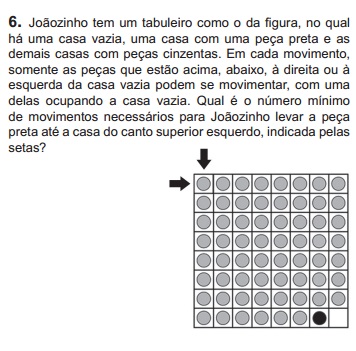 6. Joãozinho tem um tabuleiro como o da figura, no qual
há uma casa vazia, uma casa com uma peça preta e as
demais casas com peças cinzentas. Em cada movimento,
somente as peças que estão acima, abaixo, à direita ou à
esquerda da casa vazia podem se movimentar, com uma
delas ocupando a casa vazia. Qual é o número mínimo
de movimentos necessários para Joãozinho levar a peça
preta até a casa do canto superior esquerdo, indicada pelas
setas?